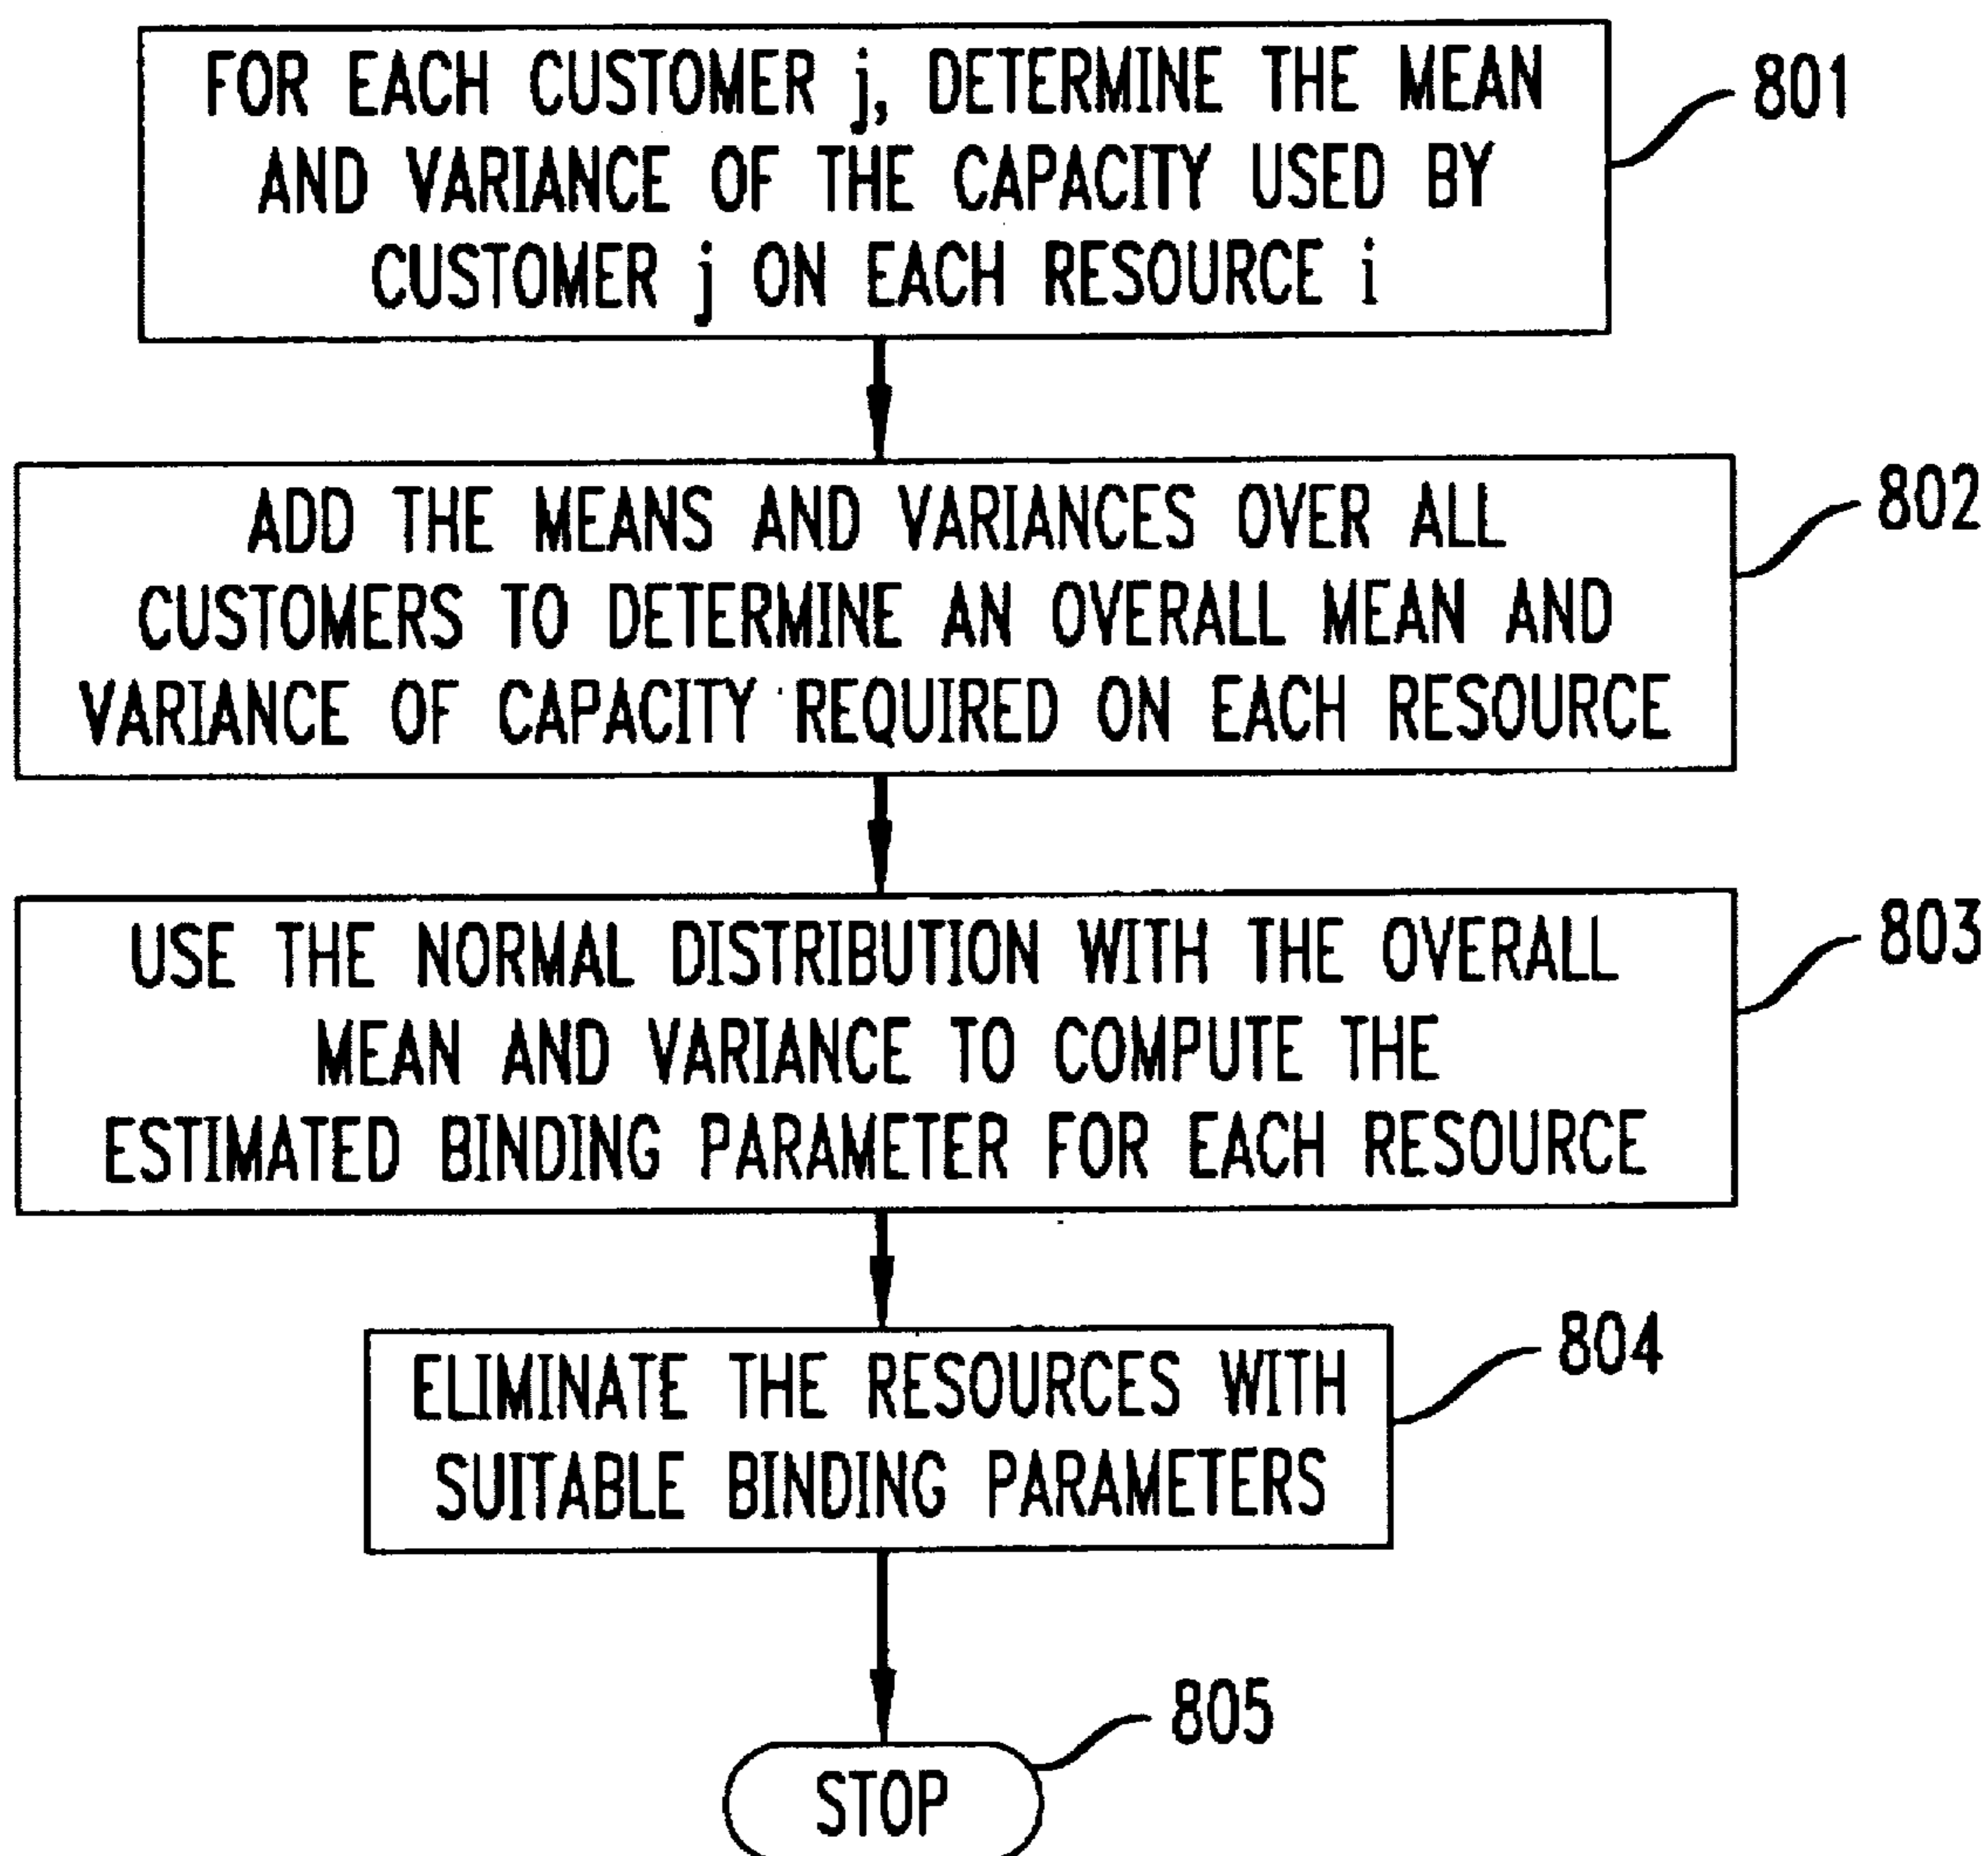 FOR EACH CUSTOMER j, DETERMINE THE MEAN
AND VARIANCE OF THE CAPACITY USED BY
CUSTOMER j ON EACH RESOURCE i
801
ADD THE MEANS AND VARIANCES OVER ALL
CUSTOMERS TO DETERMINE AN OVERALL MEAN AND
VARIANCE OF CAPACITY REQUIRED ON EACH RESOURCE
802
USE THE NORMAL DISTRIBUTION WITH THE OVERALL
MEAN AND VARIANCE TO COMPUTE THE
ESTIMATED BINDING PARAMETER FOR EACH RESOURCE
803
ELIMINATE THE RESOURCES WITH
SUITABLE BINDING PARAMETERS
804
STOP
805